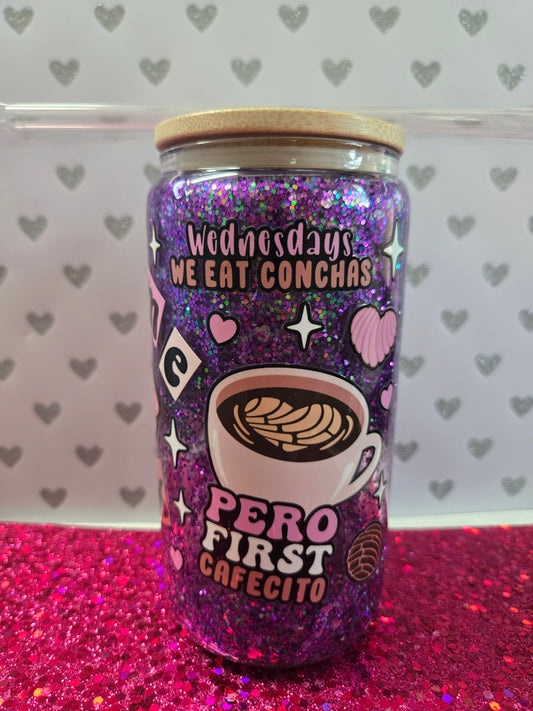 Wednesdays
WE EAT CONCHAS
e
PERO
FIRST
CAFECITO